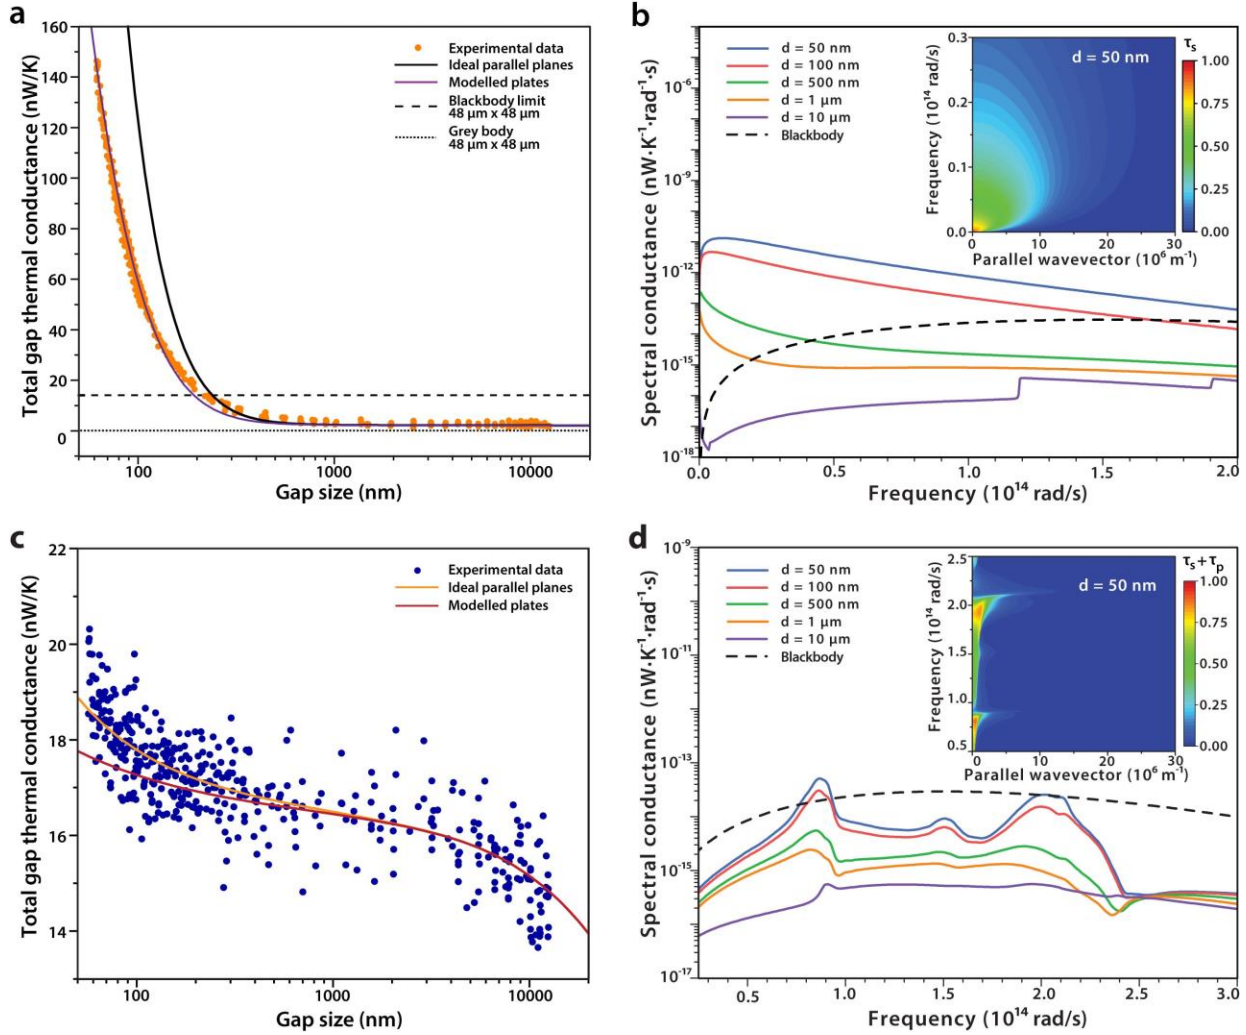 a
Total gap thermal conductance (nW/K)
160
140
120
100
80
60
40
20
0
100
1000
10000
Gap size (nm)
Experimental data
Ideal parallel planes
Modelled plates
Blackbody limit
48 μm x 48 μm
Grey body
48 μm x 48 μm
b
Spectral conductance (nW·K⁻¹·rad⁻¹·s)
10⁻⁶
10⁻⁹
10⁻¹²
10⁻¹⁵
10⁻¹⁸
0.0
0.5
1.0
1.5
2.0
Frequency (10¹⁴ rad/s)
d = 50 nm
d = 100 nm
d = 500 nm
d = 1 μm
d = 10 μm
Blackbody
Frequency (10¹⁴ rad/s)
0.3
0.2
0.1
0.0
0
10
20
30
Parallel wavevector (10⁶ m⁻¹)
d = 50 nm
τs
1.00
0.75
0.50
0.25
0.00
c
Total gap thermal conductance (nW/K)
22
20
18
16
14
100
1000
10000
Gap size (nm)
Experimental data
Ideal parallel planes
Modelled plates
d
Spectral conductance (nW·K⁻¹·rad⁻¹·s)
10⁻⁹
10⁻¹¹
10⁻¹³
10⁻¹⁵
10⁻¹⁷
0.5
1.0
1.5
2.0
2.5
3.0
Frequency (10¹⁴ rad/s)
d = 50 nm
d = 100 nm
d = 500 nm
d = 1 μm
d = 10 μm
Blackbody
Frequency (10¹⁴ rad/s)
2.5
2.0
1.5
1.0
0.5
0
10
20
30
Parallel wavevector (10⁶ m⁻¹)
d = 50 nm
τs + τp
1.00
0.75
0.50
0.25
0.00